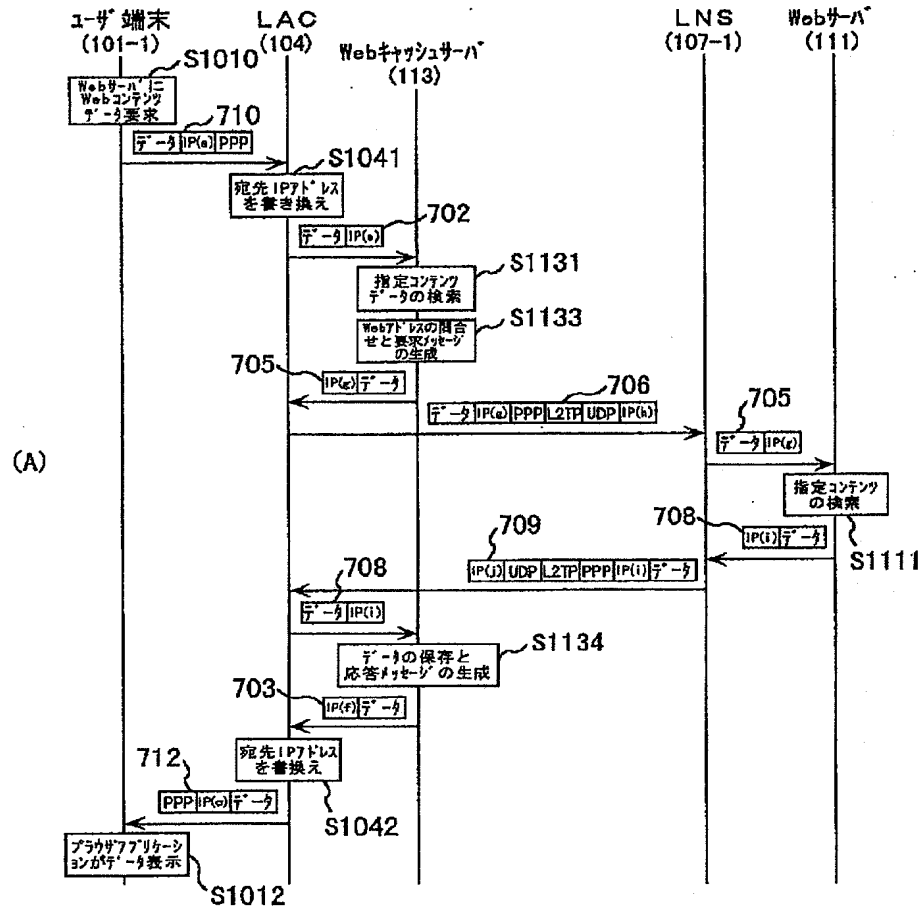 ユーザ端末
(101-1)
LAC
(104)
Webキャッシュサーバ
(113)
LNS
(107-1)
Webサーバ
(111)
S1010
Webサーバに
Webコンテンツ
データ要求
710
データ IP(a) PPP
S1041
宛先IPアドレス
を書き換え
702
データ IP(e)
S1131
指定コンテンツ
データの検索
S1133
Webアドレスの問合
せと要求メッセージ
の生成
705
IP(g) データ
706
データ IP(g) PPP L2TP UDP IP(h)
705
データ IP(g)
(A)
指定コンテンツ
の検索
S1111
708
IP(i) データ
709
IP(j) UDP L2TP PPP IP(i) データ
708
データ IP(i)
データの保存と
応答メッセージの生成
S1134
703
IP(f) データ
宛先IPアドレス
を書換え
S1042
712
PPP データ
ブラウザアプリケーシ
ョンがデータ表示
S1012